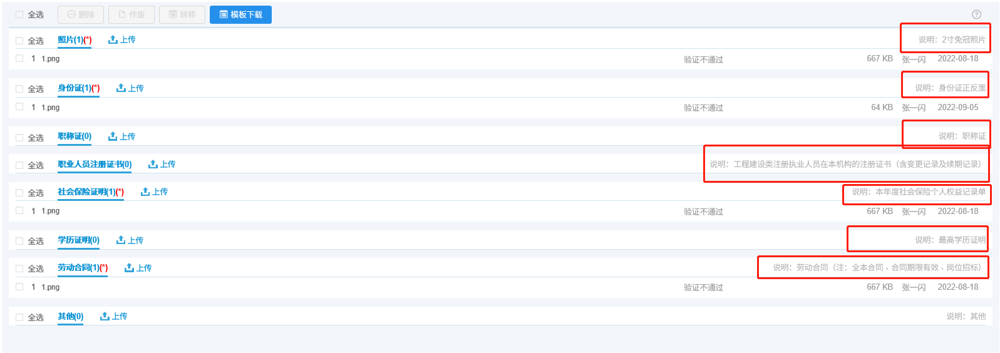 全选 删除 作废 转移 模板下载
全选 照片(1)(*) 上传 说明：2寸免冠照片
1 1.png 验证不通过 667 KB 张一闪 2022-08-18
全选 身份证(1)(*) 上传 说明：身份证正反面
1 1.png 验证不通过 64 KB 张一闪 2022-09-05
全选 职称证(0) 上传 说明：职称证
全选 职业人员注册证书(0) 上传 说明：工程建设类注册执业人员在本机构的注册证书（含变更记录及续期记录）
全选 社会保险证明(1)(*) 上传 说明：本年度社会保险个人权益记录单
1 1.png 验证不通过 667 KB 张一闪 2022-08-18
全选 学历证明(0) 上传 说明：最高学历证明
全选 劳动合同(1)(*) 上传 说明：劳动合同（注：全本合同、合同期限有效、岗位招标）
1 1.png 验证不通过 667 KB 张一闪 2022-08-18
全选 其他(0) 上传 说明：其他